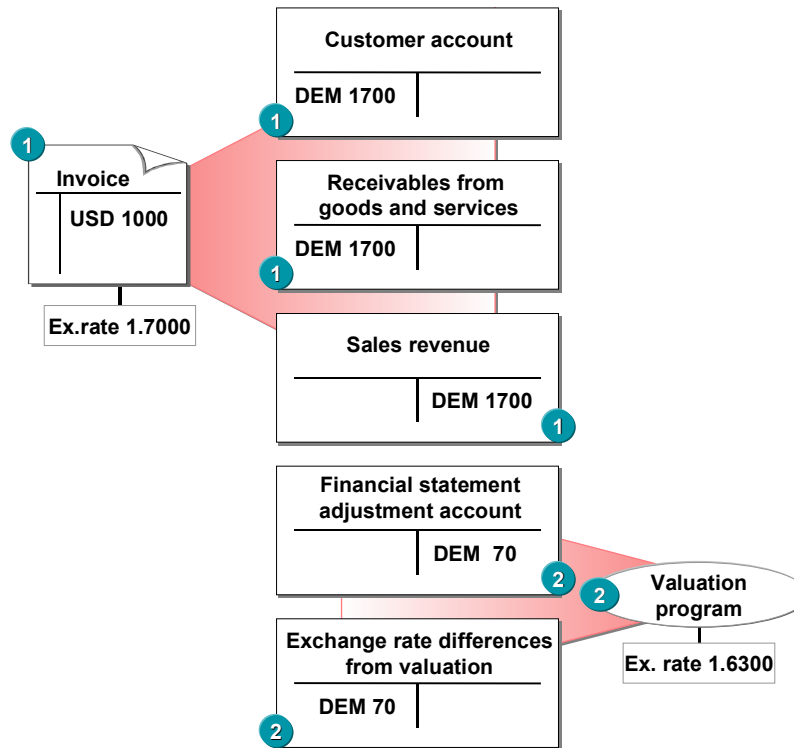 Customer account
DEM 1700
1
1
Invoice
USD 1000
Ex.rate 1.7000
Receivables from
goods and services
DEM 1700
1
Sales revenue
DEM 1700
1
Financial statement
adjustment account
DEM 70
2
2
Valuation
program
Ex. rate 1.6300
Exchange rate differences
from valuation
DEM 70
2